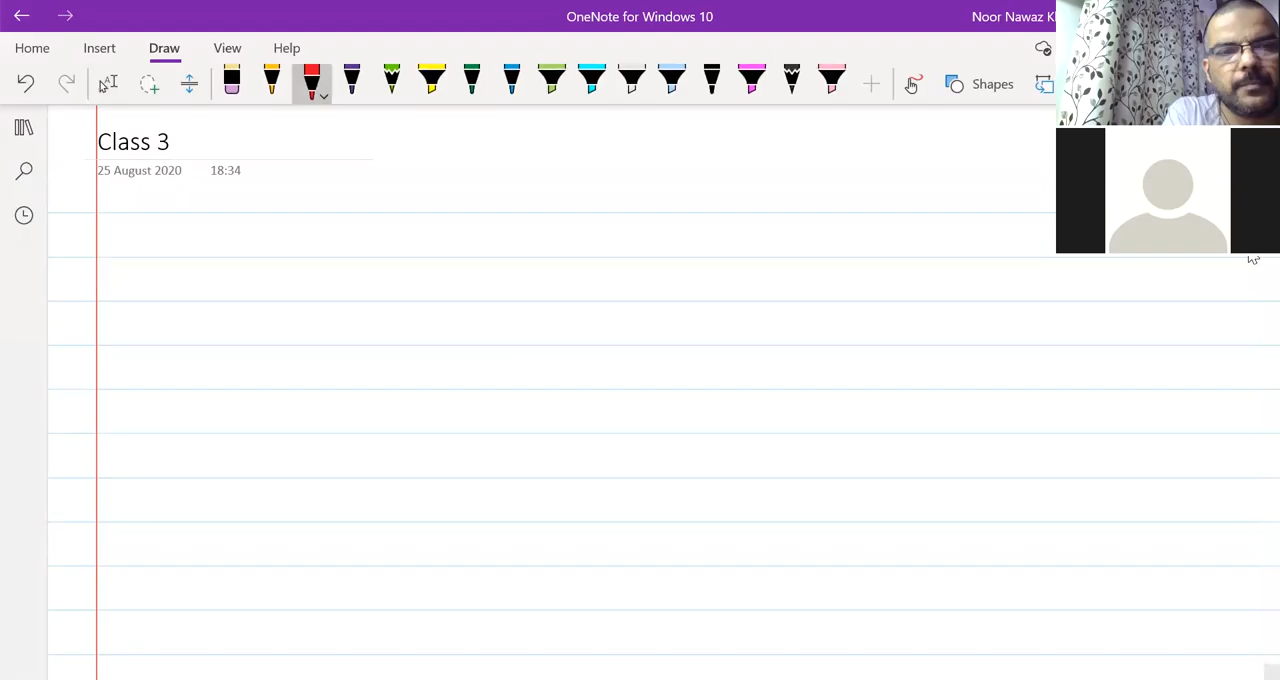 OneNote for Windows 10
Noor Nawaz
Home Insert Draw View Help
Shapes
Class 3
25 August 2020 18:34